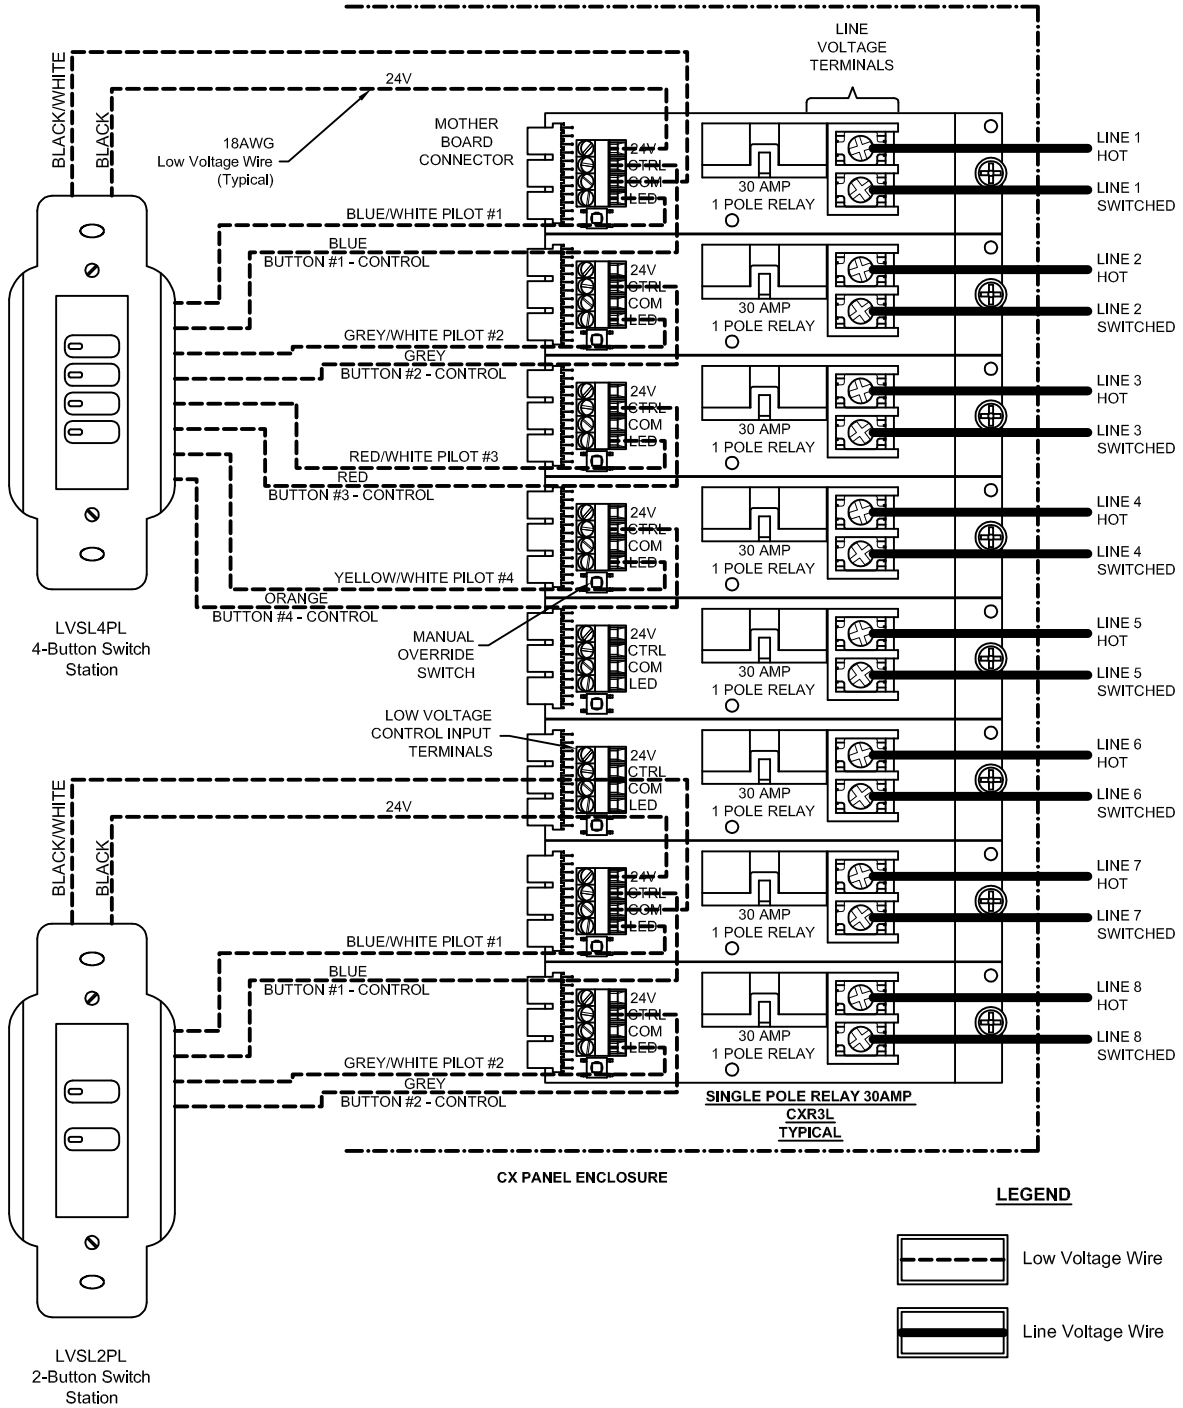 LINE
VOLTAGE
TERMINALS
BLACK/WHITE
BLACK
24V
18AWG
Low Voltage Wire
(Typical)
MOTHER
BOARD
CONNECTOR
24V
CTRL
COM
LED
30 AMP
1 POLE RELAY
LINE 1
HOT
LINE 1
SWITCHED
BLUE/WHITE PILOT #1
BLUE
BUTTON #1 - CONTROL
24V
CTRL
COM
LED
30 AMP
1 POLE RELAY
LINE 2
HOT
LINE 2
SWITCHED
GREY/WHITE PILOT #2
GREY
BUTTON #2 - CONTROL
24V
CTRL
COM
LED
30 AMP
1 POLE RELAY
LINE 3
HOT
LINE 3
SWITCHED
RED/WHITE PILOT #3
RED
BUTTON #3 - CONTROL
24V
CTRL
COM
LED
30 AMP
1 POLE RELAY
LINE 4
HOT
LINE 4
SWITCHED
YELLOW/WHITE PILOT #4
ORANGE
BUTTON #4 - CONTROL
LVSL4PL
4-Button Switch
Station
MANUAL
OVERRIDE
SWITCH
24V
CTRL
COM
LED
30 AMP
1 POLE RELAY
LINE 5
HOT
LINE 5
SWITCHED
LOW VOLTAGE
CONTROL INPUT
TERMINALS
24V
CTRL
COM
LED
30 AMP
1 POLE RELAY
LINE 6
HOT
LINE 6
SWITCHED
BLACK/WHITE
BLACK
24V
24V
CTRL
COM
LED
30 AMP
1 POLE RELAY
LINE 7
HOT
LINE 7
SWITCHED
BLUE/WHITE PILOT #1
BLUE
BUTTON #1 - CONTROL
24V
CTRL
COM
LED
30 AMP
1 POLE RELAY
LINE 8
HOT
LINE 8
SWITCHED
GREY/WHITE PILOT #2
GREY
BUTTON #2 - CONTROL
SINGLE POLE RELAY 30AMP
CXR3L
TYPICAL
CX PANEL ENCLOSURE
LEGEND
Low Voltage Wire
Line Voltage Wire
LVSL2PL
2-Button Switch
Station